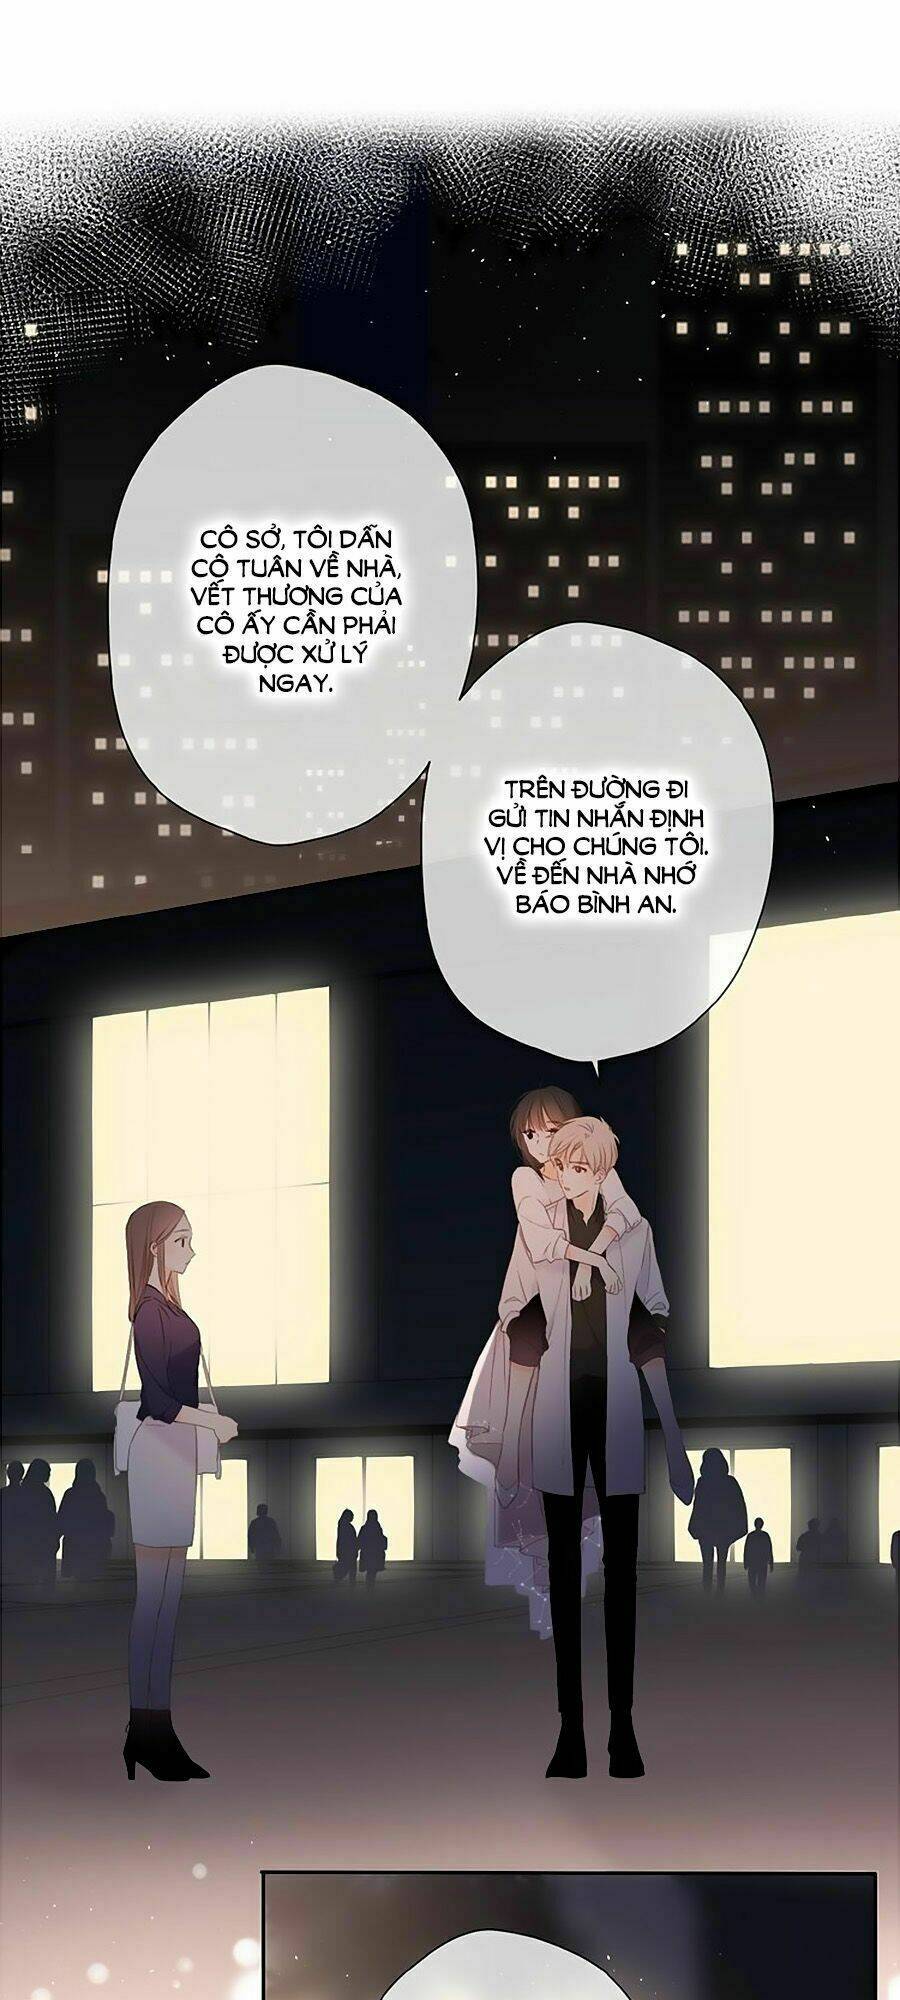 CÔ SỞ, TÔI DẪN
CÔ TUÂN VỀ NHÀ,
VẾT THƯƠNG CỦA
CÔ ẤY CẦN PHẢI
ĐƯỢC XỬ LÝ
NGAY.
TRÊN ĐƯỜNG ĐI
GỬI TIN NHẮN ĐỊNH
VỊ CHO CHÚNG TÔI.
VỀ ĐẾN NHÀ NHỚ
BÁO BÌNH AN.